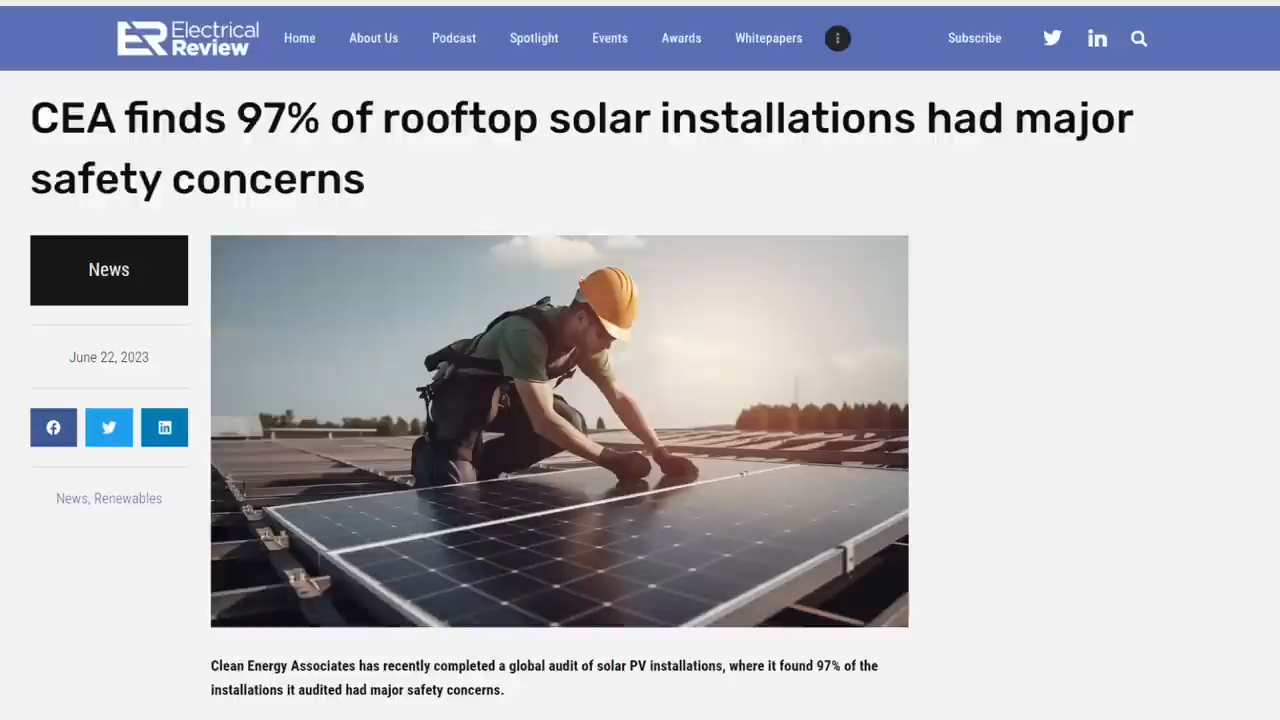 Electrical
Review
Home
About Us
Podcast
Spotlight
Events
Awards
Whitepapers
Subscribe
CEA finds 97% of rooftop solar installations had major
safety concerns
News
June 22, 2023
News, Renewables
Clean Energy Associates has recently completed a global audit of solar PV installations, where it found 97% of the
installations it audited had major safety concerns.